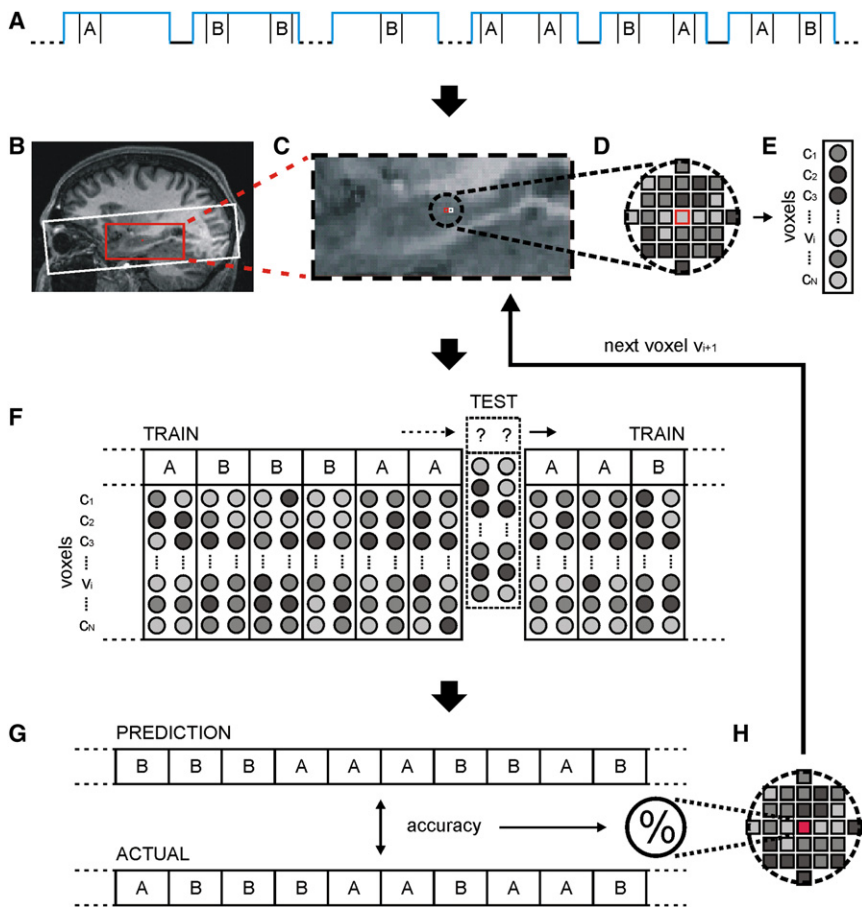 A
A B B B A A B A A B
B C D E
C1
C2
C3
voxels
Vi
CN
next voxel Vi+1
TEST
F
TRAIN ? ? TRAIN
A B B B A A A A B
C1
C2
C3
voxels
Vi
CN
G PREDICTION H
B B B A A A B B A B
accuracy %
ACTUAL
A B B B A A B A A B